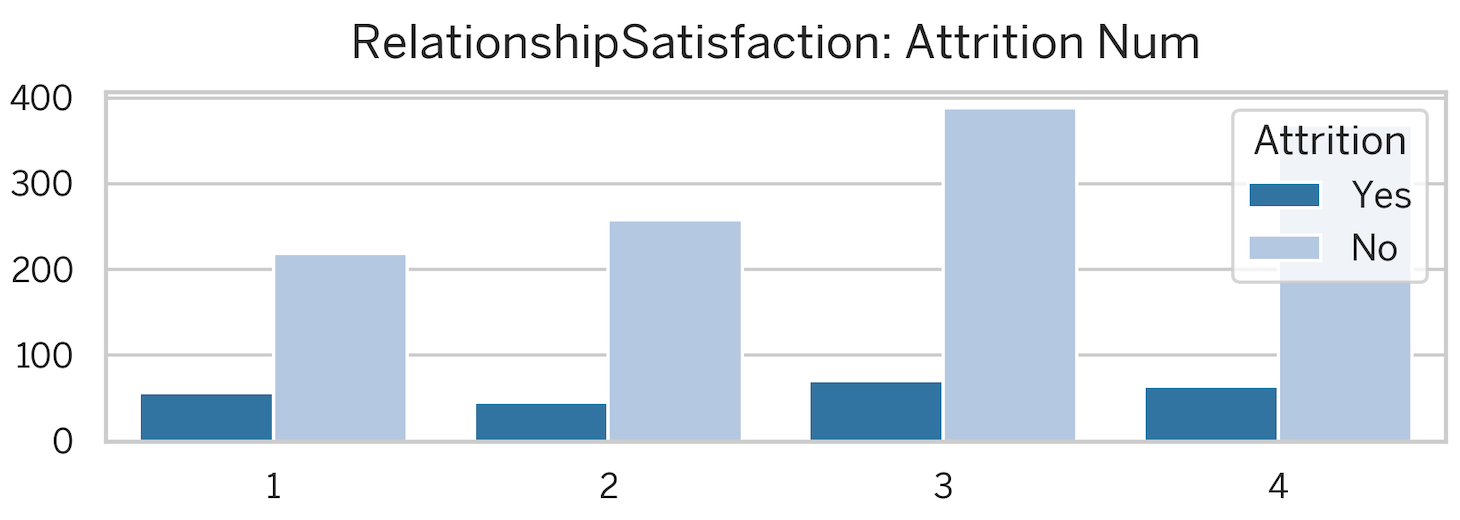 RelationshipSatisfaction: Attrition Num
400
300
200
100
0
Attrition
Yes
No
1 2 3 4